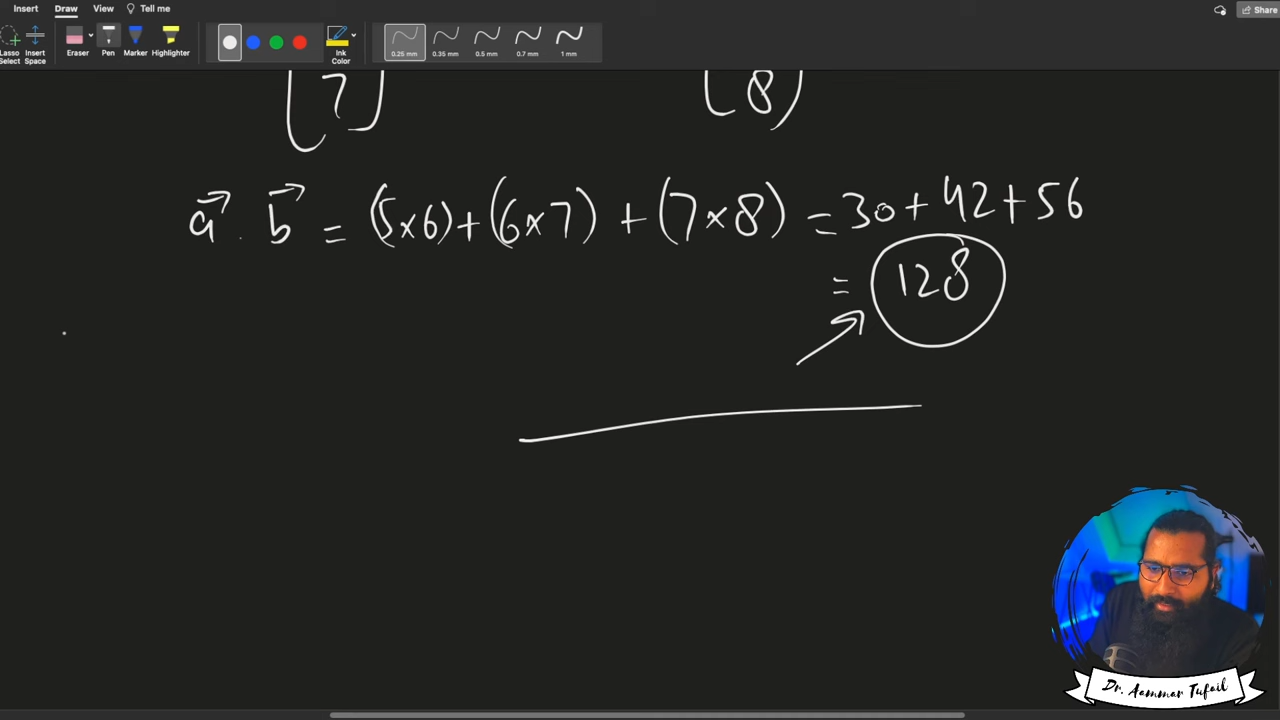 Insert Draw View Tell me Share
Lasso Select Insert Space Eraser Pen Marker Highlighter Ink Color 0.25 mm 0.35 mm 0.5 mm 0.7 mm 1 mm
[7] [8]
a⃗ . b⃗ = (5×6)+(6×7) + (7×8) = 30+42+56
= 128
Dr. Aammar Tufail